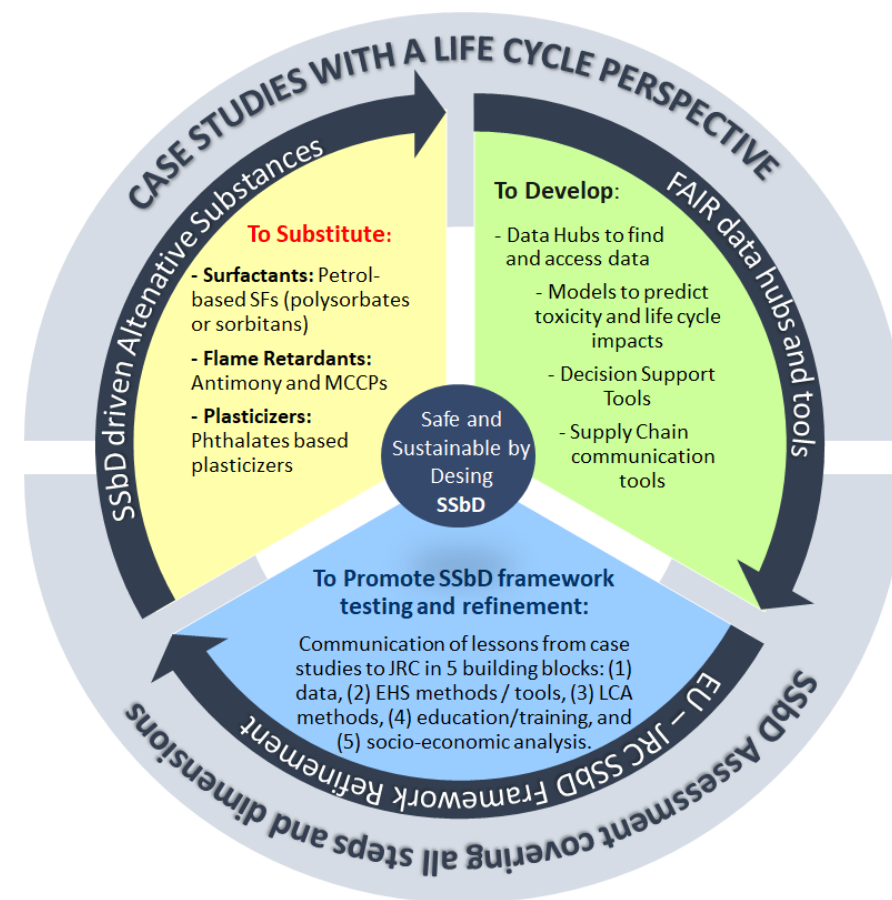 CASE STUDIES WITH A LIFE CYCLE PERSPECTIVE
SSbD driven Altenative Substances
To Substitute:
- Surfactants: Petrol-
based SFs (polysorbates
or sorbitans)
- Flame Retardants:
Antimony and MCCPs
- Plasticizers:
Phthalates based
plasticizers
FAIR data hubs and tools
To Develop:
- Data Hubs to find
and access data
- Models to predict
toxicity and life cycle
impacts
- Decision Support
Tools
- Supply Chain
communication
tools
Safe and
Sustainable by
Desing
SSbD
To Promote SSbD framework
testing and refinement:
Communication of lessons from case
studies to JRC in 5 building blocks: (1)
data, (2) EHS methods / tools, (3) LCA
methods, (4) education/training, and
(5) socio-economic analysis.
EU – JRC SSbD Framework Refinement
SSbD Assessment covering all steps and dimensions